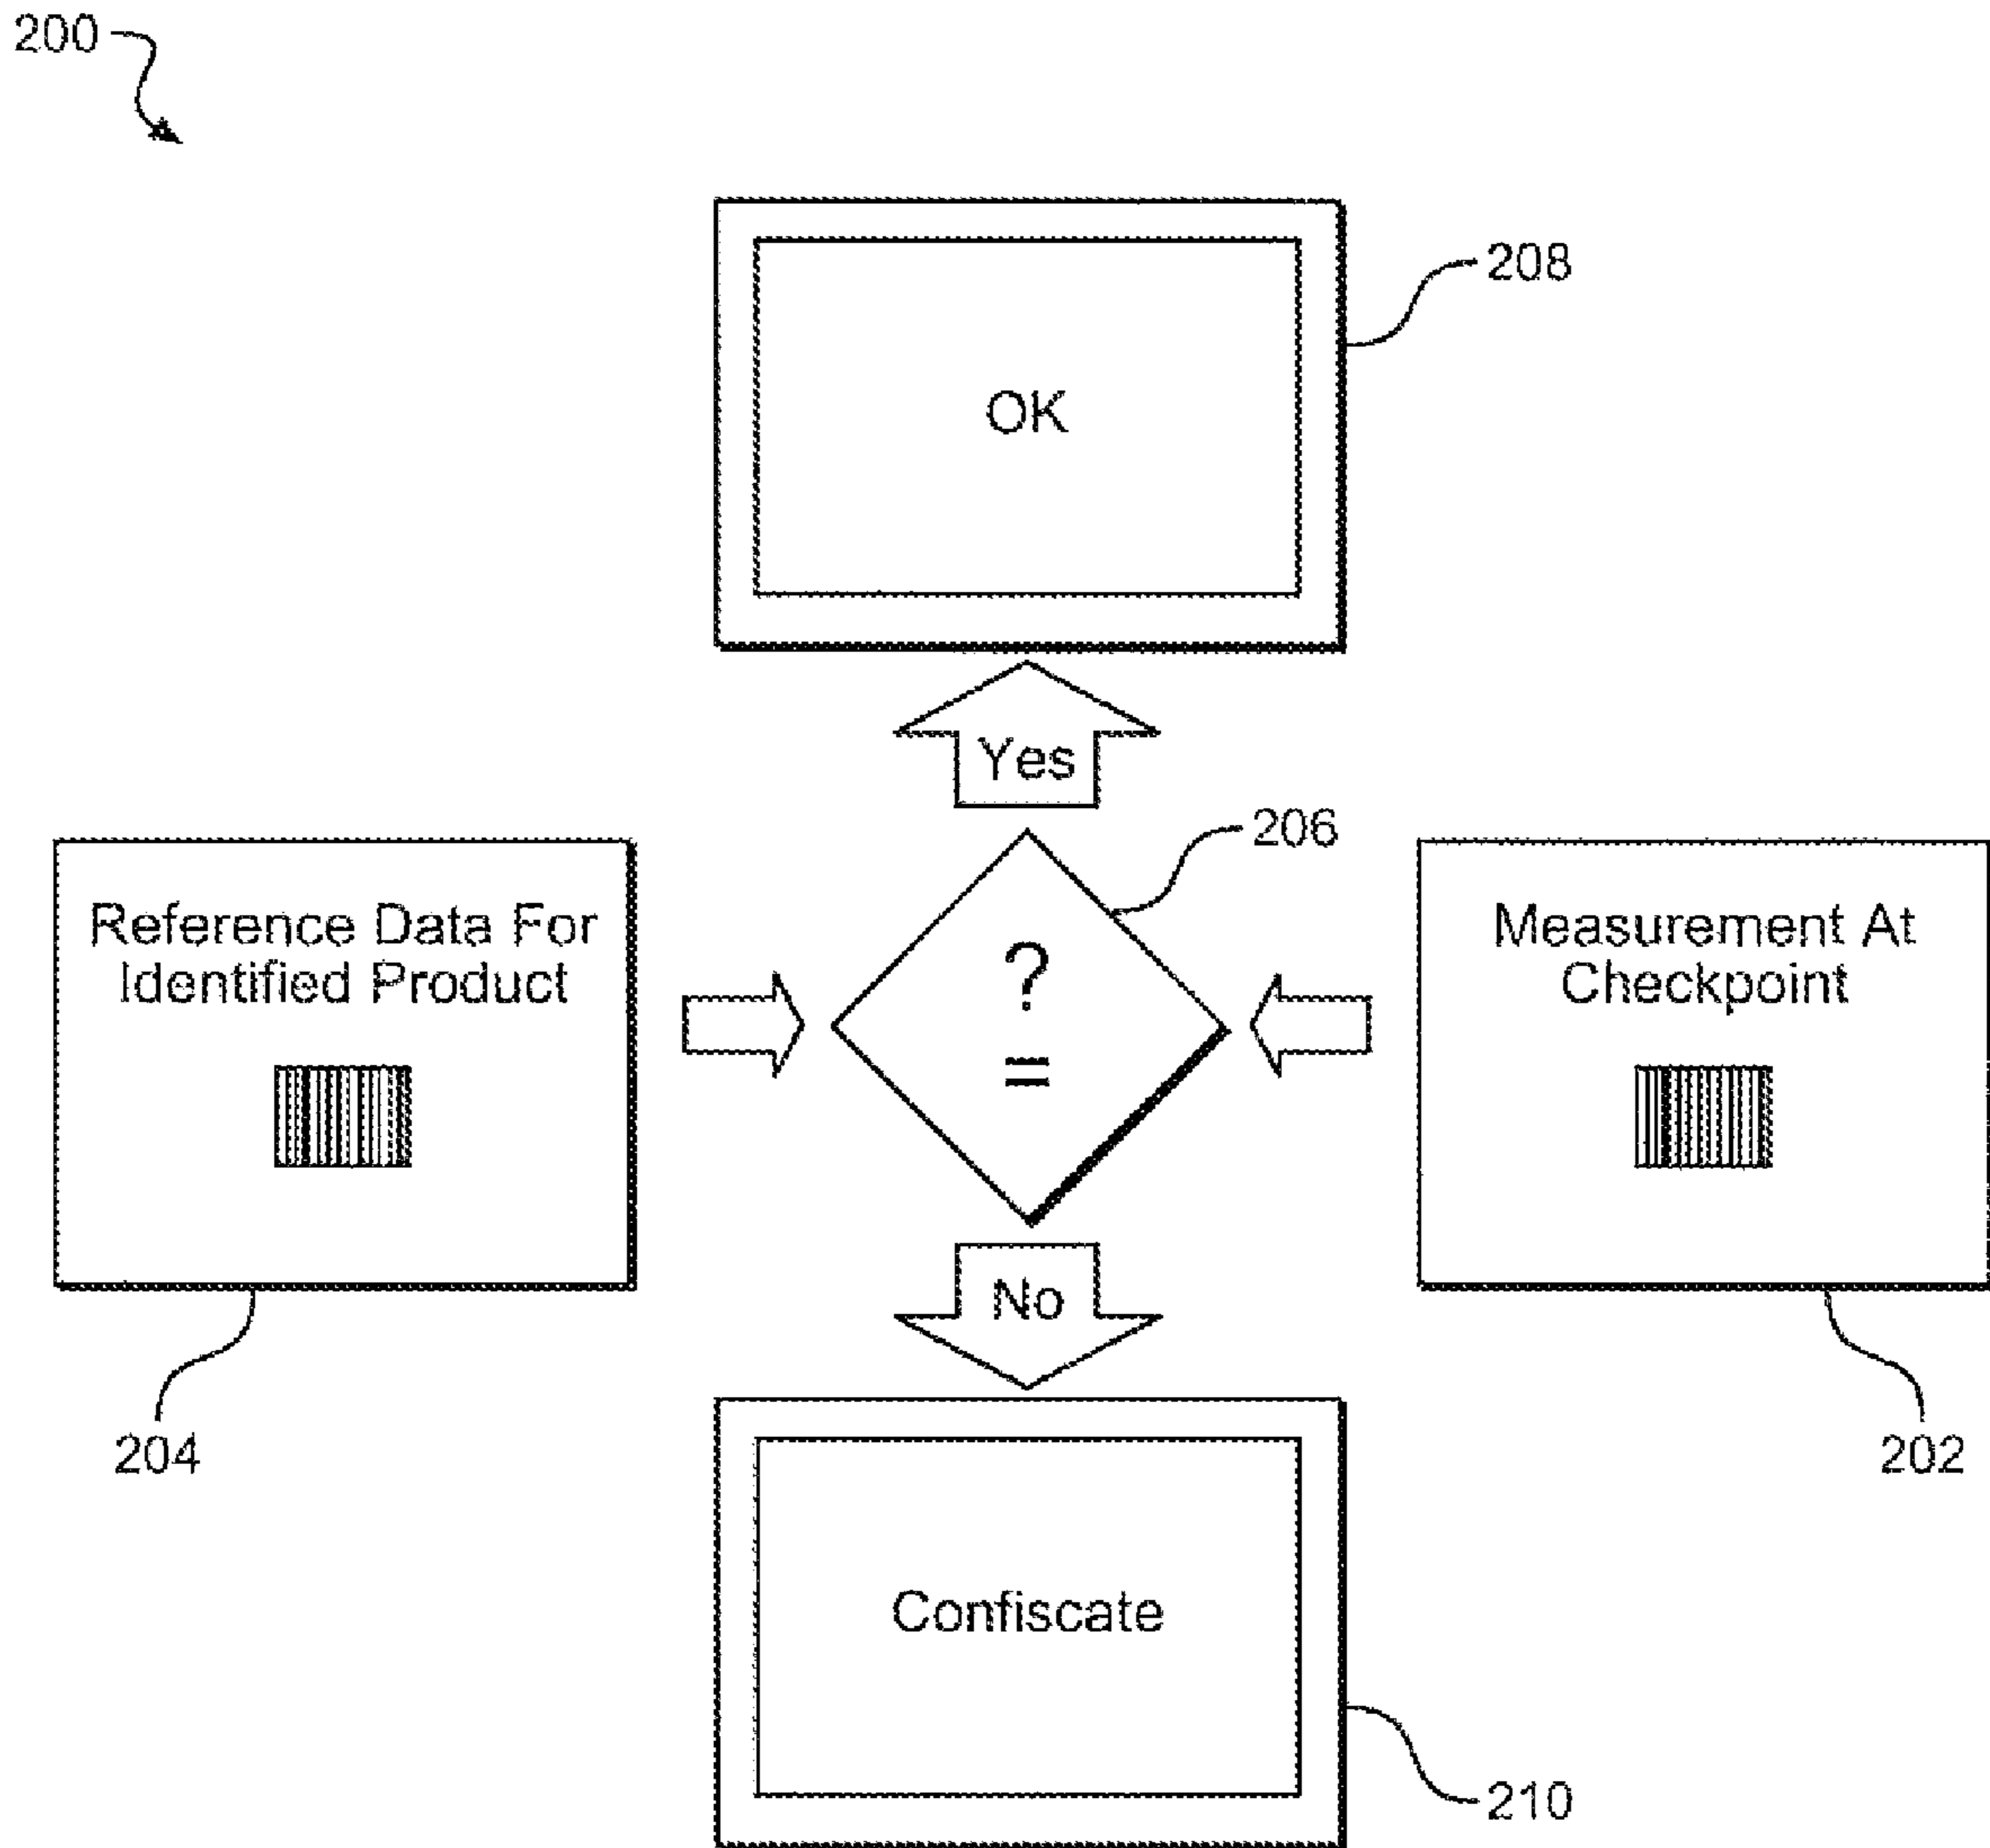 200
OK
208
Yes
206
Reference Data For
Identified Product
?
=
Measurement At
Checkpoint
No
204
202
Confiscate
210